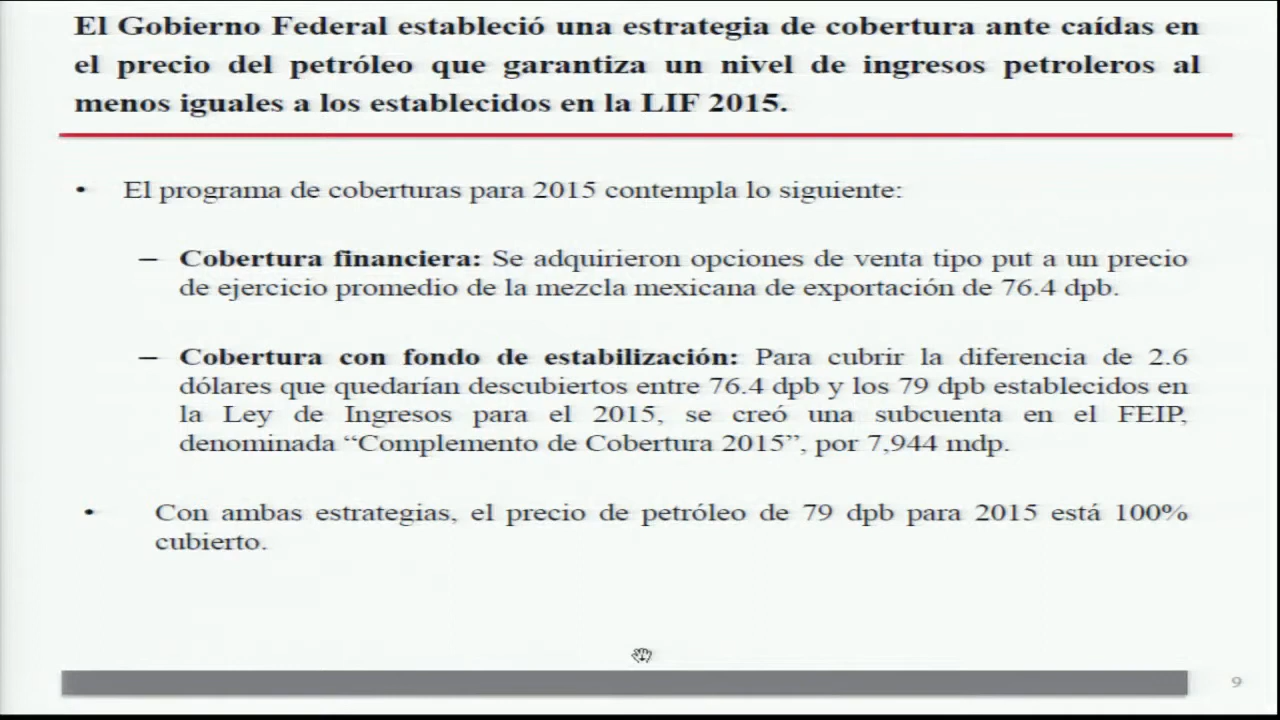 El Gobierno Federal estableció una estrategia de cobertura ante caídas en
el precio del petróleo que garantiza un nivel de ingresos petroleros al
menos iguales a los establecidos en la LIF 2015.
• El programa de coberturas para 2015 contempla lo siguiente:
– Cobertura financiera: Se adquirieron opciones de venta tipo put a un precio
de ejercicio promedio de la mezcla mexicana de exportación de 76.4 dpb.
– Cobertura con fondo de estabilización: Para cubrir la diferencia de 2.6
dólares que quedarían descubiertos entre 76.4 dpb y los 79 dpb establecidos en
la Ley de Ingresos para el 2015, se creó una subcuenta en el FEIP,
denominada “Complemento de Cobertura 2015”, por 7,944 mdp.
• Con ambas estrategias, el precio de petróleo de 79 dpb para 2015 está 100%
cubierto.
9